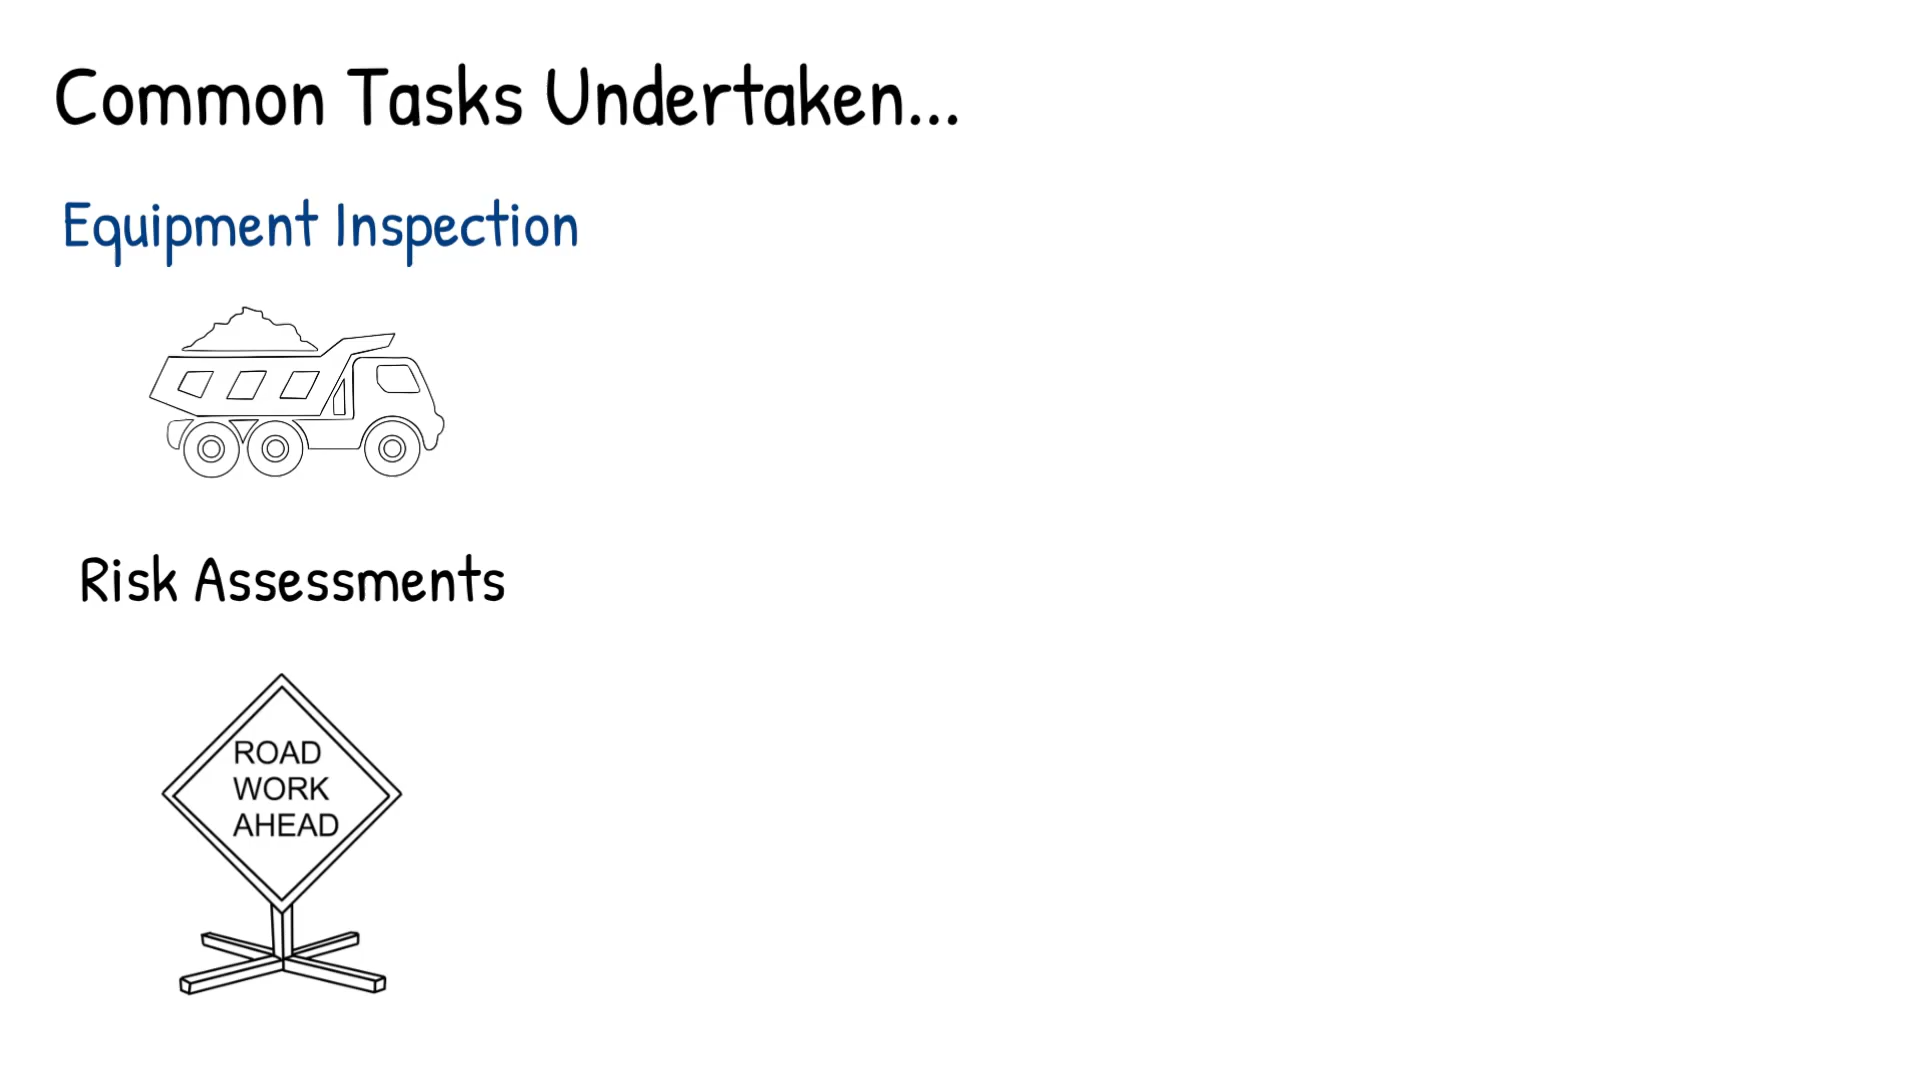 Common Tasks Undertaken...
Equipment Inspection
Risk Assessments
ROAD
WORK
AHEAD